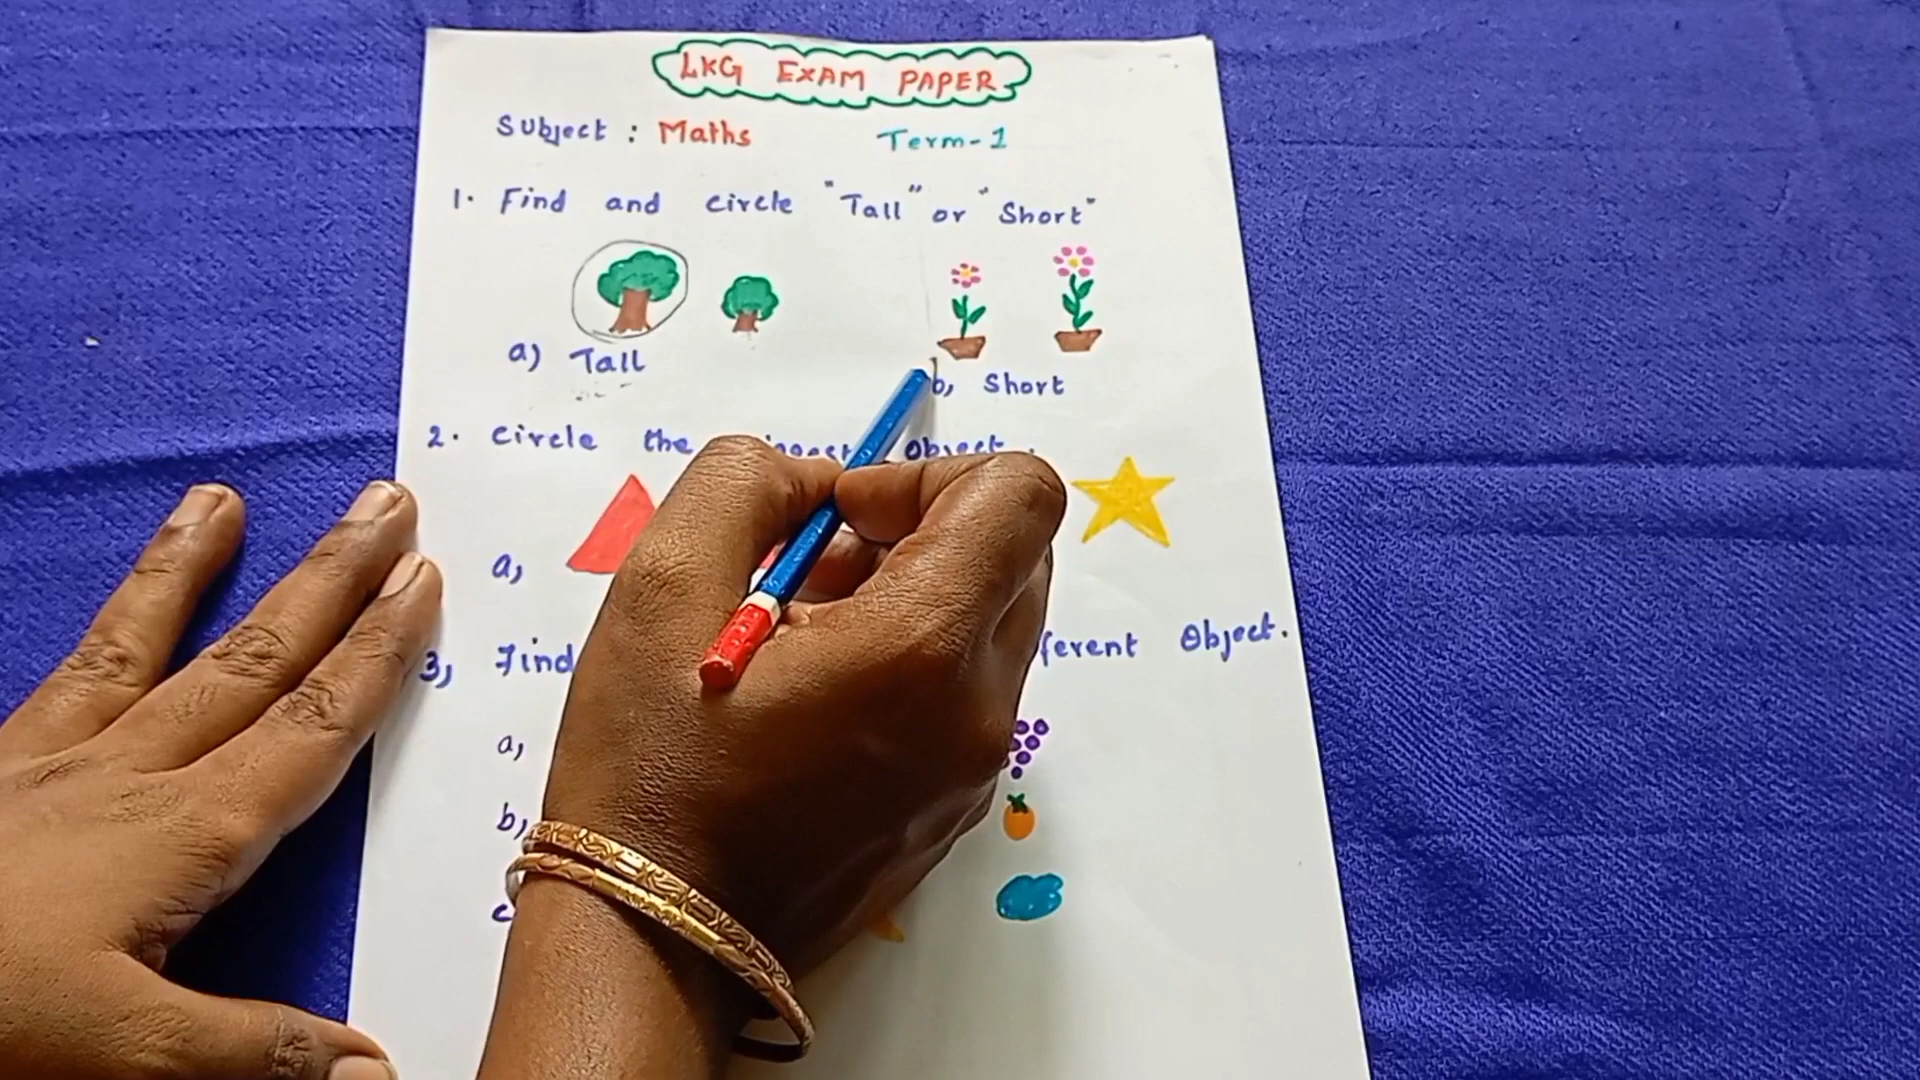 LKG EXAM PAPER
Subject : Maths Term-1
1. Find and circle "Tall" or "Short"
a) Tall
b, Short
2. circle the object.
a,
3, Find Object.
a,
b,
c